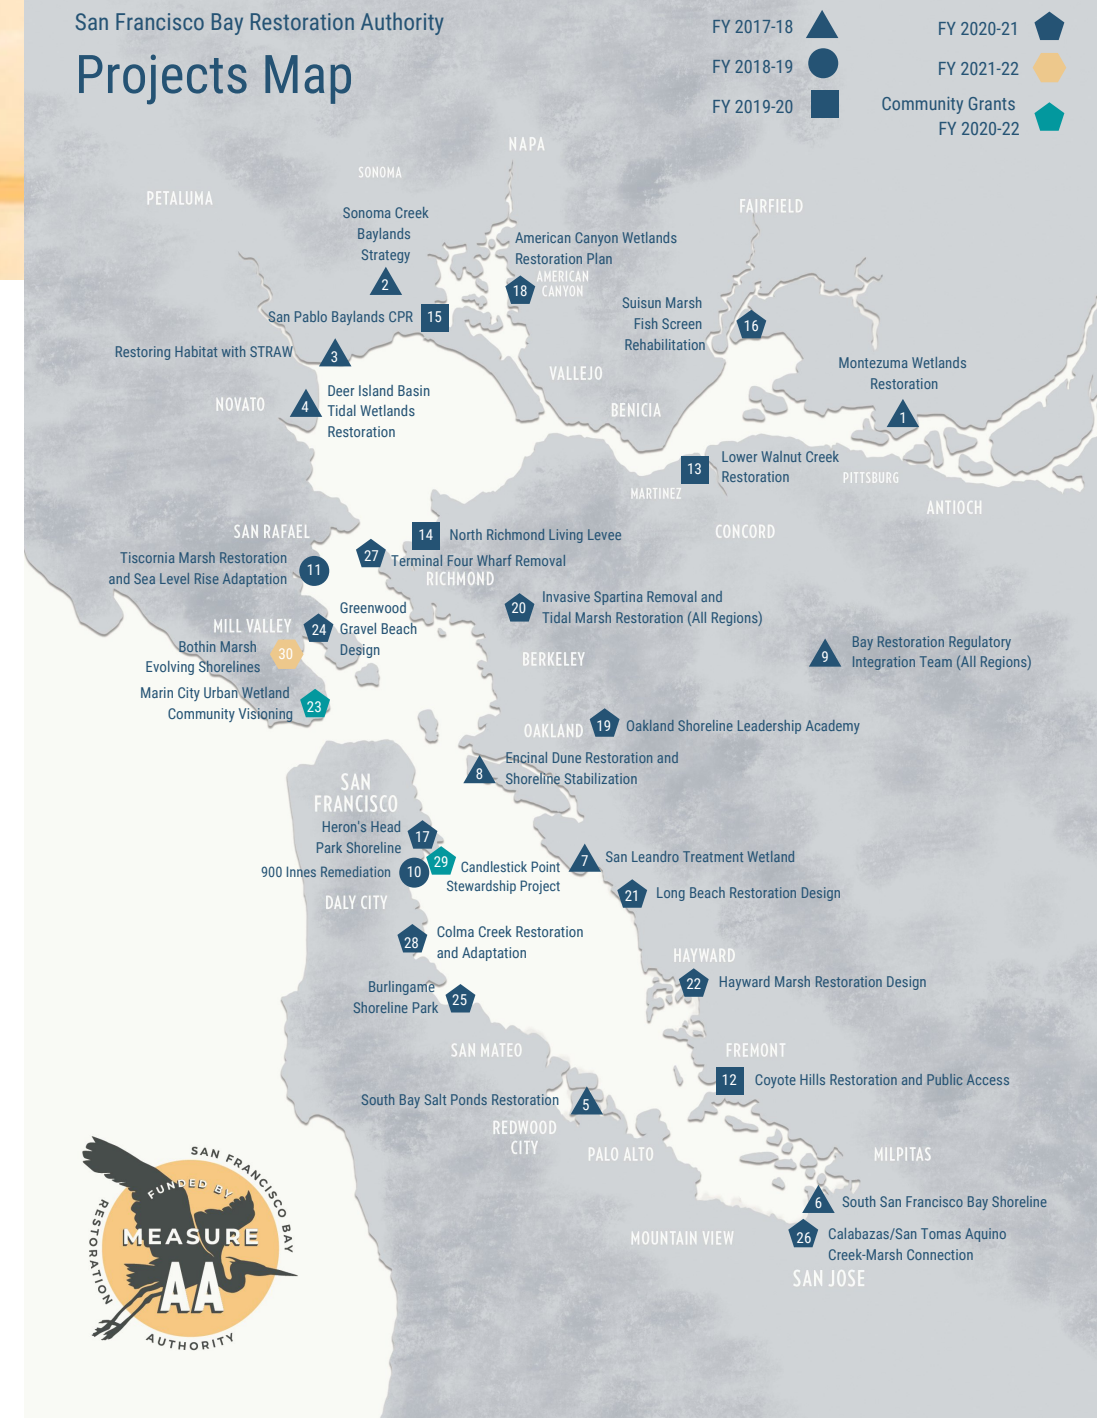 San Francisco Bay Restoration Authority
Projects Map
FY 2017-18
FY 2018-19
FY 2019-20
FY 2020-21
FY 2021-22
Community Grants
FY 2020-22
NAPA
SONOMA
PETALUMA
FAIRFIELD
Sonoma Creek
Baylands
Strategy
2
American Canyon Wetlands
Restoration Plan
AMERICAN
CANYON
18
San Pablo Baylands CPR
15
Suisun Marsh
Fish Screen
Rehabilitation
16
Restoring Habitat with STRAW
3
Montezuma Wetlands
Restoration
1
VALLEJO
NOVATO
4
Deer Island Basin
Tidal Wetlands
Restoration
BENICIA
13
Lower Walnut Creek
Restoration
MARTINEZ
PITTSBURG
ANTIOCH
CONCORD
SAN RAFAEL
14
North Richmond Living Levee
27
Terminal Four Wharf Removal
RICHMOND
Tiscornia Marsh Restoration
and Sea Level Rise Adaptation
11
20
Invasive Spartina Removal and
Tidal Marsh Restoration (All Regions)
Greenwood
Gravel Beach
Design
24
MILL VALLEY
Bothin Marsh
Evolving Shorelines
30
BERKELEY
9
Bay Restoration Regulatory
Integration Team (All Regions)
Marin City Urban Wetland
Community Visioning
23
OAKLAND
19
Oakland Shoreline Leadership Academy
8
Encinal Dune Restoration and
Shoreline Stabilization
SAN
FRANCISCO
Heron's Head
Park Shoreline
17
900 Innes Remediation
10
29
Candlestick Point
Stewardship Project
7
San Leandro Treatment Wetland
21
Long Beach Restoration Design
DALY CITY
28
Colma Creek Restoration
and Adaptation
HAYWARD
22
Hayward Marsh Restoration Design
Burlingame
Shoreline Park
25
SAN MATEO
FREMONT
12
Coyote Hills Restoration and Public Access
South Bay Salt Ponds Restoration
5
REDWOOD
CITY
PALO ALTO
MILPITAS
6
South San Francisco Bay Shoreline
MOUNTAIN VIEW
26
Calabazas/San Tomas Aquino
Creek-Marsh Connection
SAN JOSE
SAN FRANCISCO BAY
RESTORATION
AUTHORITY
FUNDED BY
MEASURE
AA